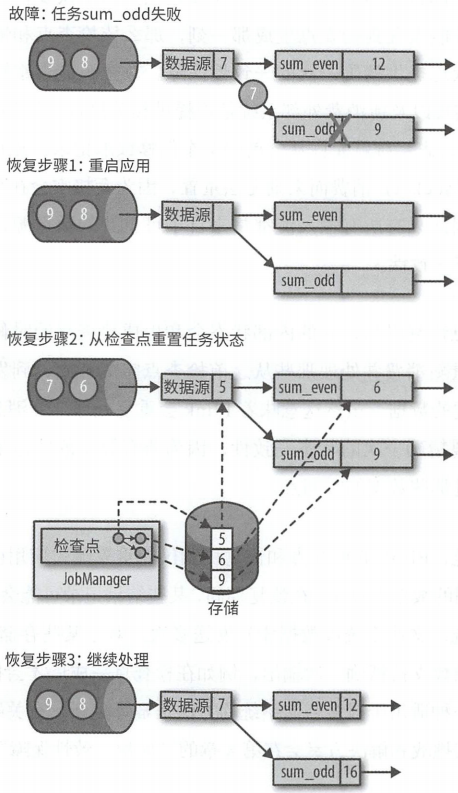 故障：任务sum_odd失败
9 8 数据源 7 sum_even 12
7
sum_odd 9
恢复步骤1：重启应用
9 8 数据源 sum_even
sum_odd
恢复步骤2：从检查点重置任务状态
7 6 数据源 5 sum_even 6
sum_odd 9
5
检查点 6
9
JobManager
存储
恢复步骤3：继续处理
9 8 数据源 7 sum_even 12
sum_odd 16